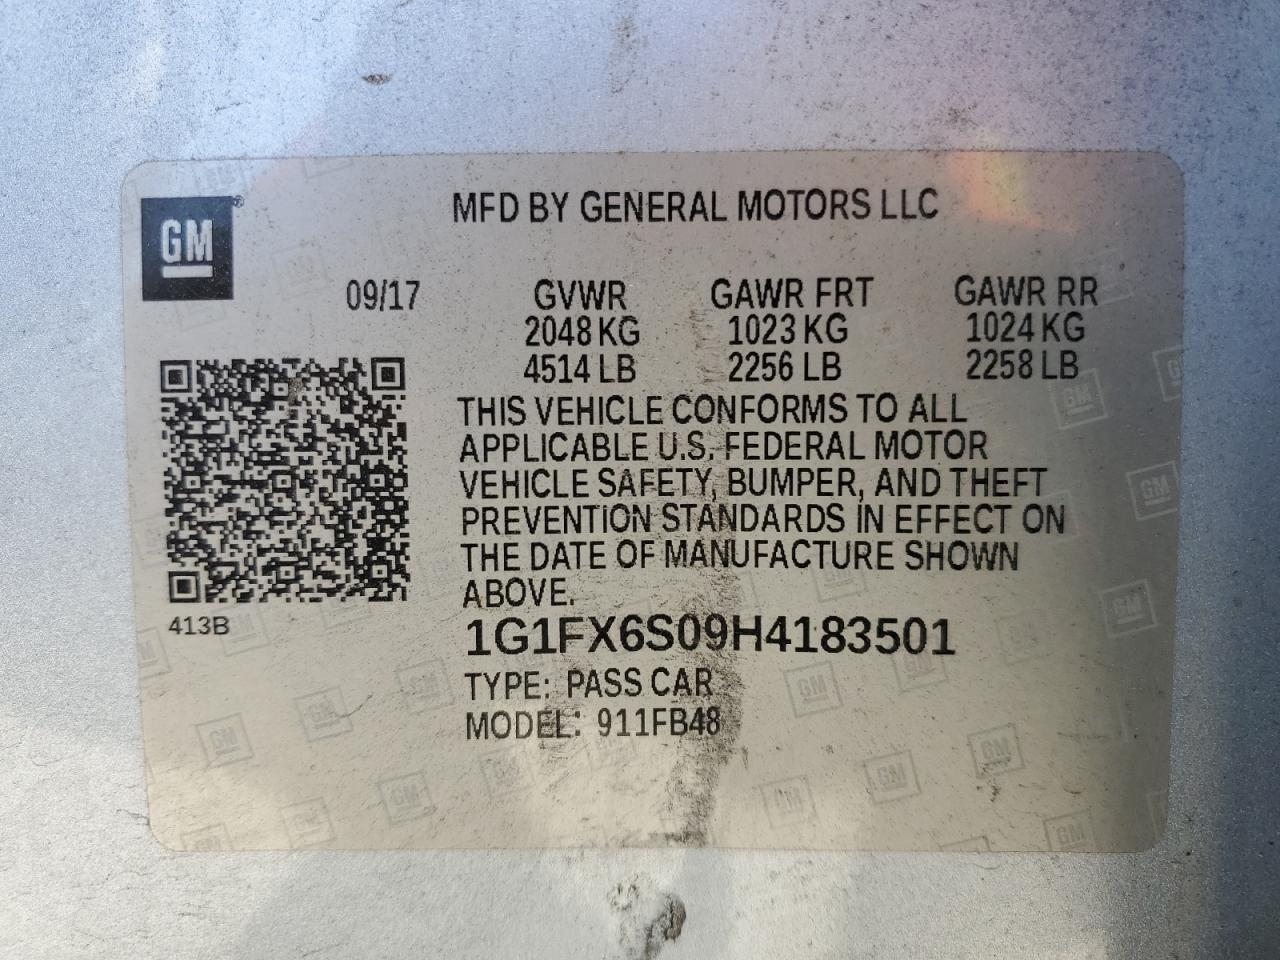 MFD BY GENERAL MOTORS LLC
GM®
09/17
GVWR GAWR FRT GAWR RR
2048 KG 1023 KG 1024 KG
4514 LB 2256 LB 2258 LB
THIS VEHICLE CONFORMS TO ALL
APPLICABLE U.S. FEDERAL MOTOR
VEHICLE SAFETY, BUMPER, AND THEFT
PREVENTION STANDARDS IN EFFECT ON
THE DATE OF MANUFACTURE SHOWN
ABOVE.
413B
1G1FX6S09H4183501
TYPE: PASS CAR
MODEL: 911FB48